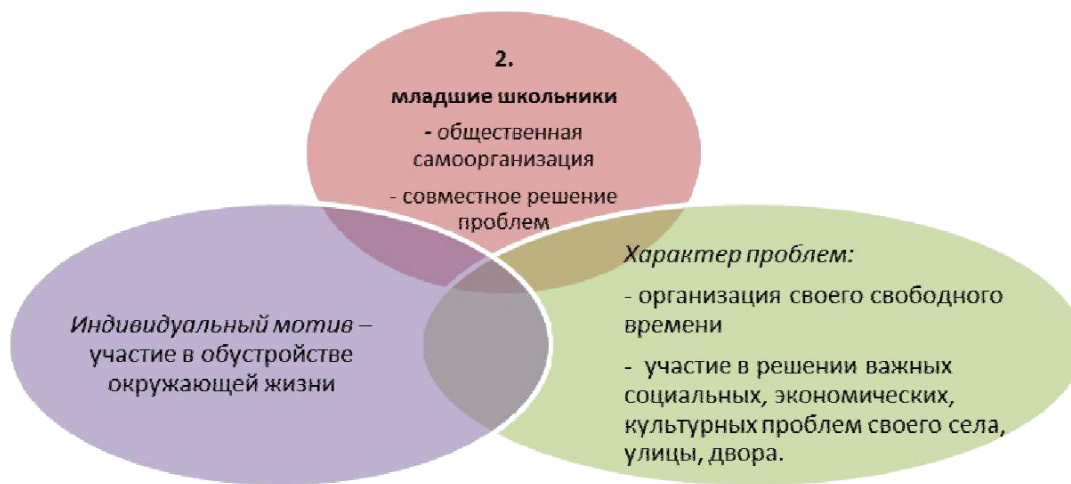 2.
младшие школьники
- общественная
самоорганизация
- совместное решение
проблем
Индивидуальный мотив –
участие в обустройстве
окружающей жизни
Характер проблем:
- организация своего свободного
времени
- участие в решении важных
социальных, экономических,
культурных проблем своего села,
улицы, двора.